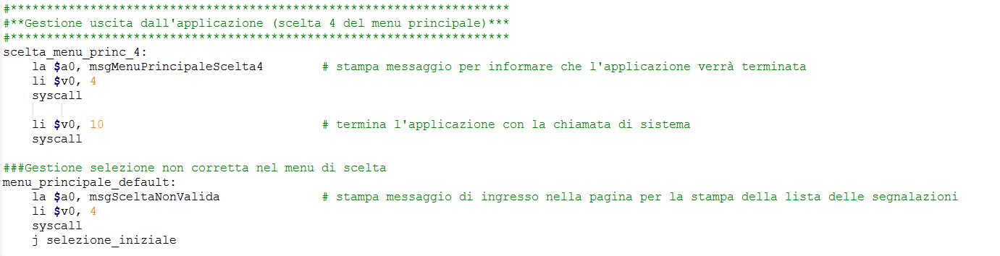 #*********************************************************************
#**Gestione uscita dall'applicazione (scelta 4 del menu principale)***
#*********************************************************************
scelta_menu_princ_4:
    la $a0, msgMenuPrincipaleScelta4        # stampa messaggio per informare che l'applicazione verrà terminata
    li $v0, 4
    syscall

    li $v0, 10                              # termina l'applicazione con la chiamata di sistema
    syscall

###Gestione selezione non corretta nel menu di scelta
menu_principale_default:
    la $a0, msgSceltaNonValida              # stampa messaggio di ingresso nella pagina per la stampa della lista delle segnalazioni
    li $v0, 4
    syscall
    j selezione_iniziale